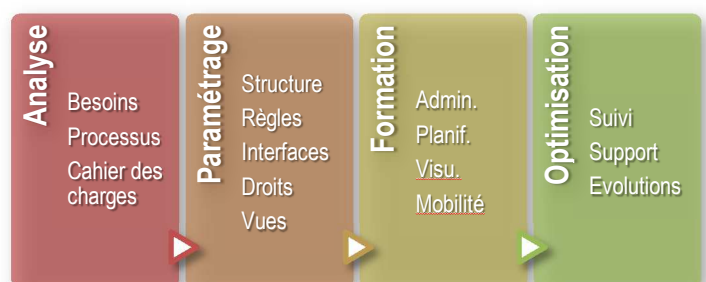 Analyse
Besoins
Processus
Cahier des
charges
Paramétrage
Structure
Règles
Interfaces
Droits
Vues
Formation
Admin.
Planif.
Visu.
Mobilité
Optimisation
Suivi
Support
Evolutions